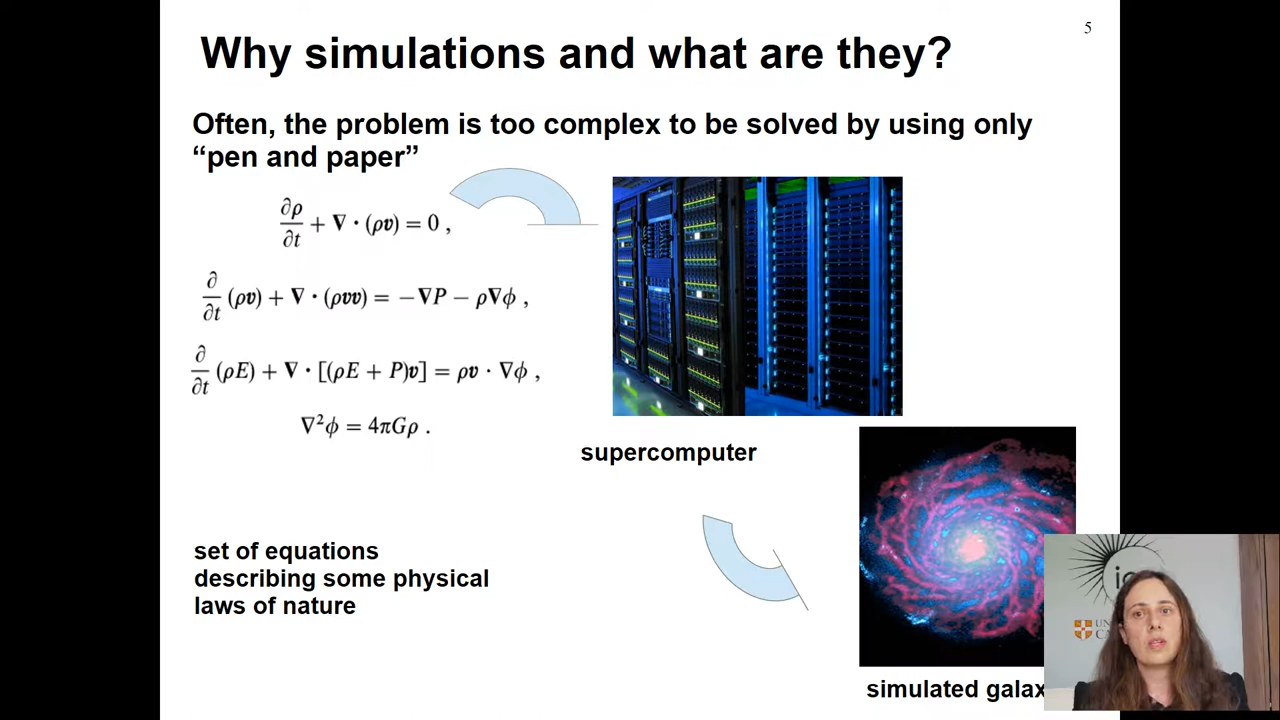 5
Why simulations and what are they?
Often, the problem is too complex to be solved by using only
“pen and paper”
∂ρ/∂t + ∇ · (ρv) = 0 ,
∂/∂t (ρv) + ∇ · (ρvv) = −∇P − ρ∇ϕ ,
∂/∂t (ρE) + ∇ · [(ρE + P)v] = ρv · ∇ϕ ,
∇²ϕ = 4πGρ .
supercomputer
set of equations
describing some physical
laws of nature
simulated galax